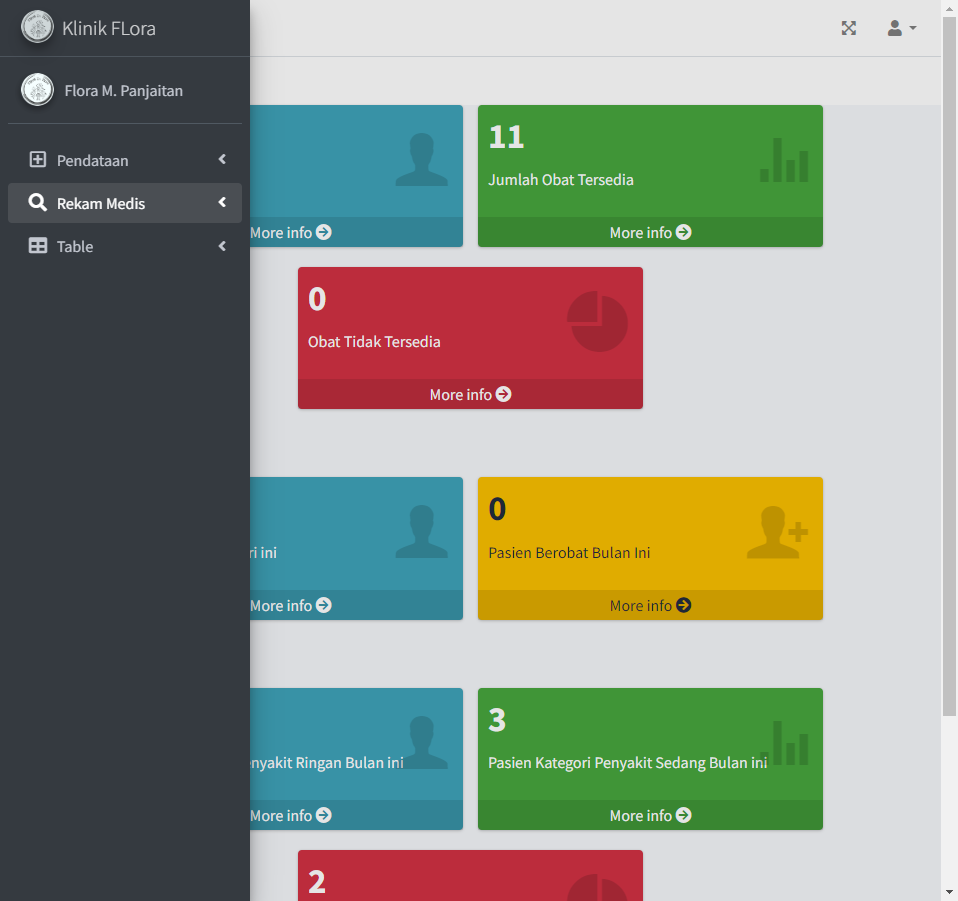 Klinik FLora
Flora M. Panjaitan
Pendataan
Rekam Medis
Table
More info
11
Jumlah Obat Tersedia
More info
0
Obat Tidak Tersedia
More info
ri ini
More info
0
Pasien Berobat Bulan Ini
More info
enyakit Ringan Bulan ini
More info
3
Pasien Kategori Penyakit Sedang Bulan ini
More info
2